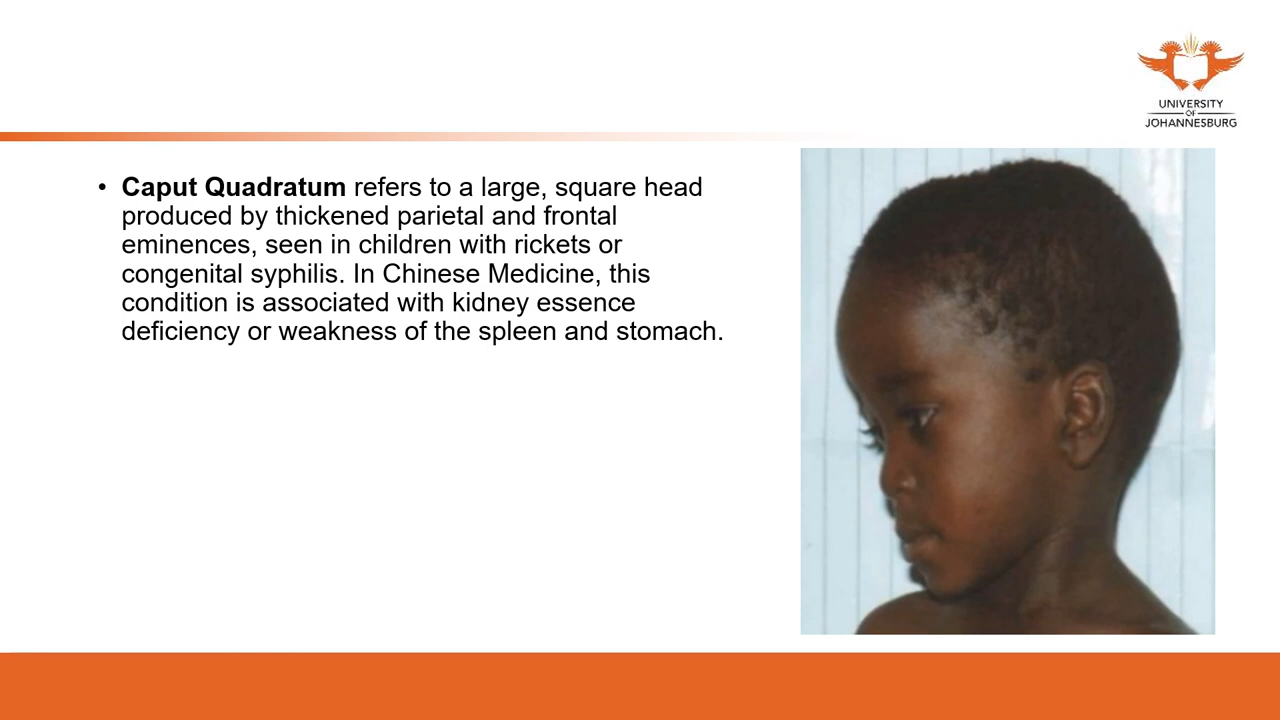 UNIVERSITY
OF
JOHANNESBURG
• Caput Quadratum refers to a large, square head
produced by thickened parietal and frontal
eminences, seen in children with rickets or
congenital syphilis. In Chinese Medicine, this
condition is associated with kidney essence
deficiency or weakness of the spleen and stomach.